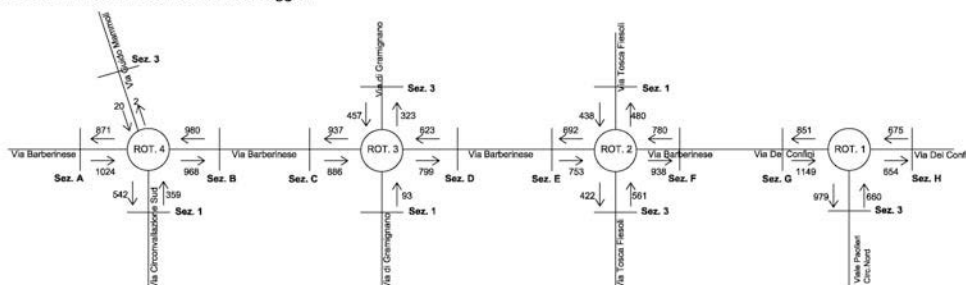 Via Guido Mammoli
Sez. 3
20
2
871
980
ROT. 4
Via Barberinese
1024
968
Sez. A
Sez. B
542
359
Sez. 1
Via Circonvallazione Sud
Via Barberinese
Via di Gramignano
Sez. 3
457
323
937
623
ROT. 3
886
799
Sez. C
Sez. D
93
Sez. 1
Via di Gramignano
Via Barberinese
Via Tosca Fiesoli
Sez. 1
438
480
692
780
ROT. 2
Via Barberinese
753
938
Sez. E
Sez. F
422
561
Sez. 3
Via Tosca Fiesoli
851
675
ROT. 1
Via Dei Confini
Via Dei Confi
1149
654
Sez. G
Sez. H
979
660
Sez. 3
Viale Paolieri
Circ.Nord